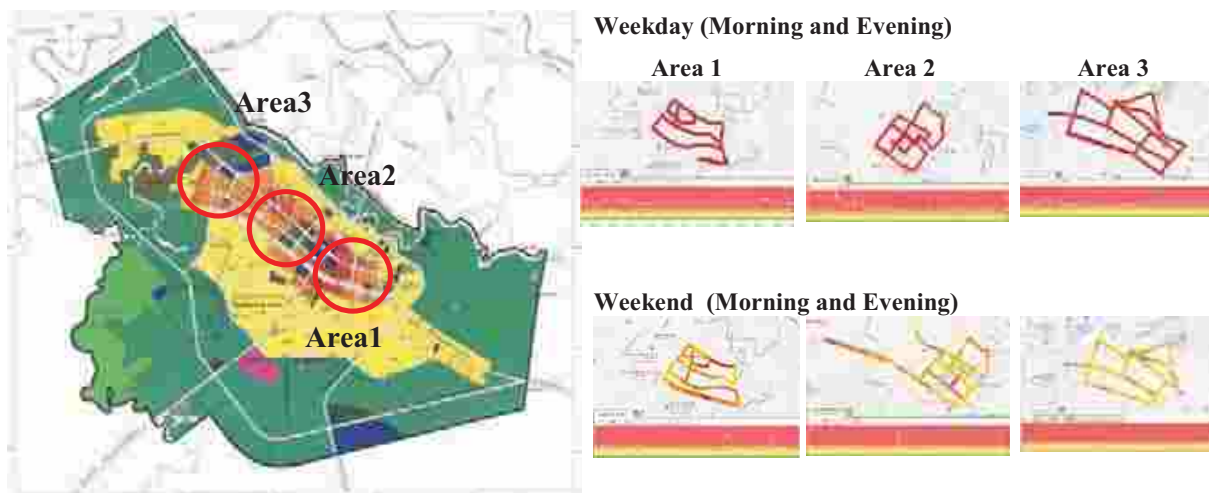 Area3
Area2
Area1
Weekday (Morning and Evening)
Area 1
Area 2
Area 3
Weekend  (Morning and Evening)